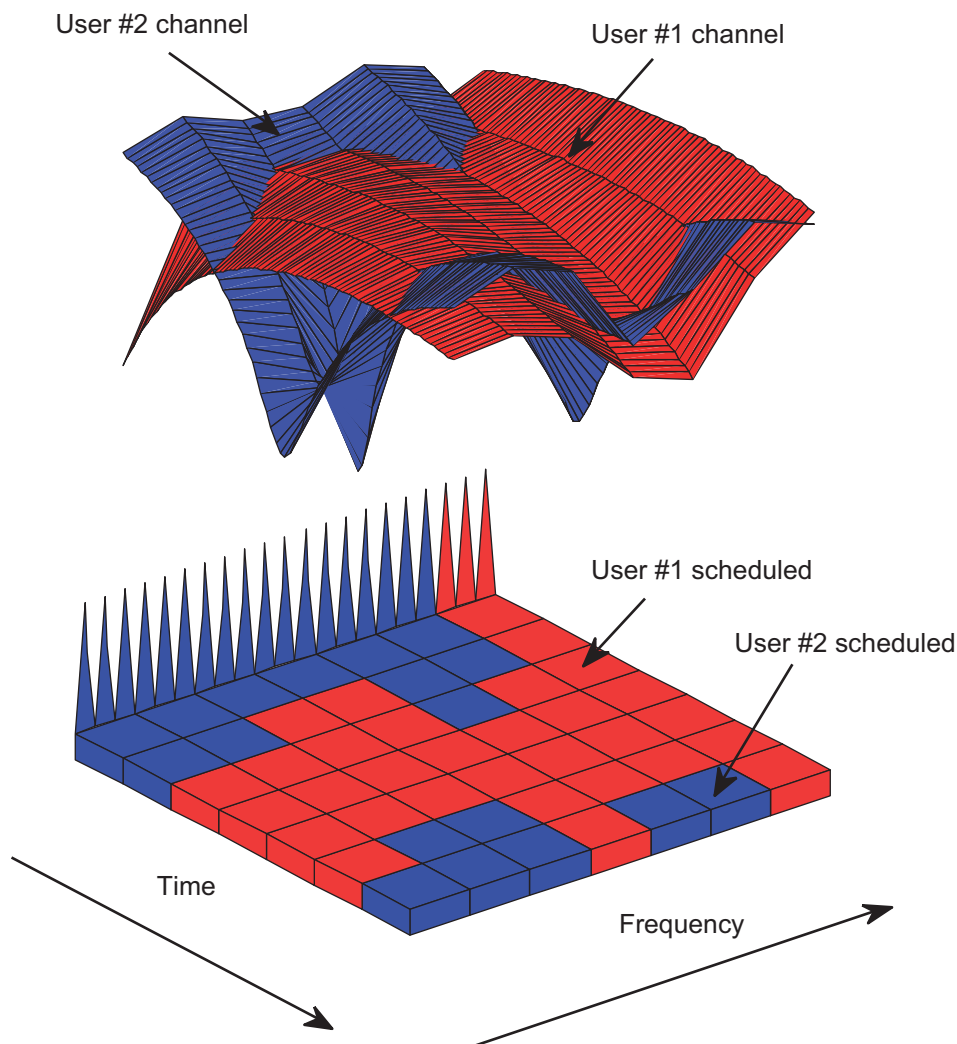 User #2 channel
User #1 channel
User #1 scheduled
User #2 scheduled
Time
Frequency